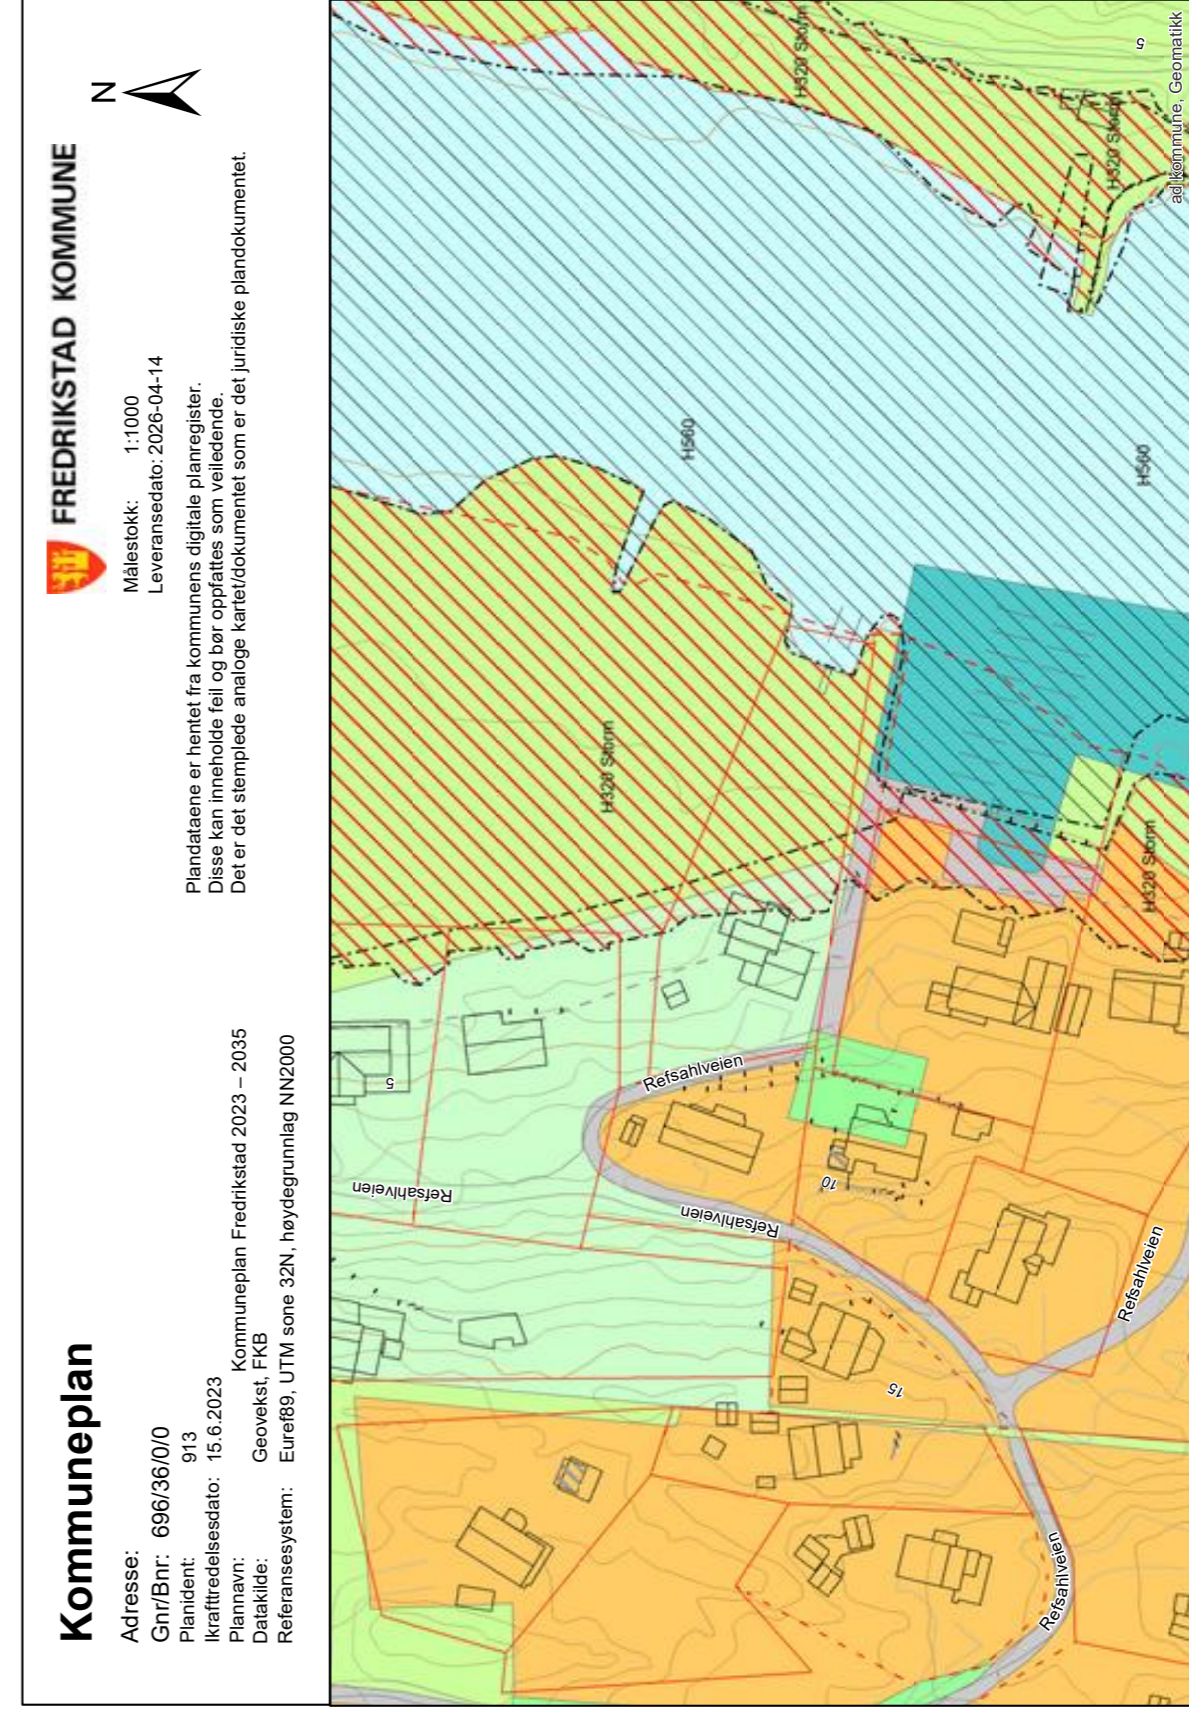 Kommuneplan
FREDRIKSTAD KOMMUNE
N
Adresse:
Gnr/Bnr: 696/36/0/0
Planident: 913
Ikrafttredelsesdato: 15.6.2023
Plannavn: Kommuneplan Fredrikstad 2023 – 2035
Datakilde: Geovekst, FKB
Referansesystem: Euref89, UTM sone 32N, høydegrunnlag NN2000
Målestokk: 1:1000
Leveransedato: 2026-04-14
Plandataene er hentet fra kommunens digitale planregister.
Disse kan inneholde feil og bør oppfattes som veiledende.
Det er det stemplede analoge kartet/dokumentet som er det juridiske plandokumentet.
H320 Storm
H320 Storm
H320 Storm
H320 Storm
H560
H560
5
5
10
15
Refsahlveien
Refsahlveien
Refsahlveien
Refsahlveien
Refsahlveien
ad kommune, Geomatikk